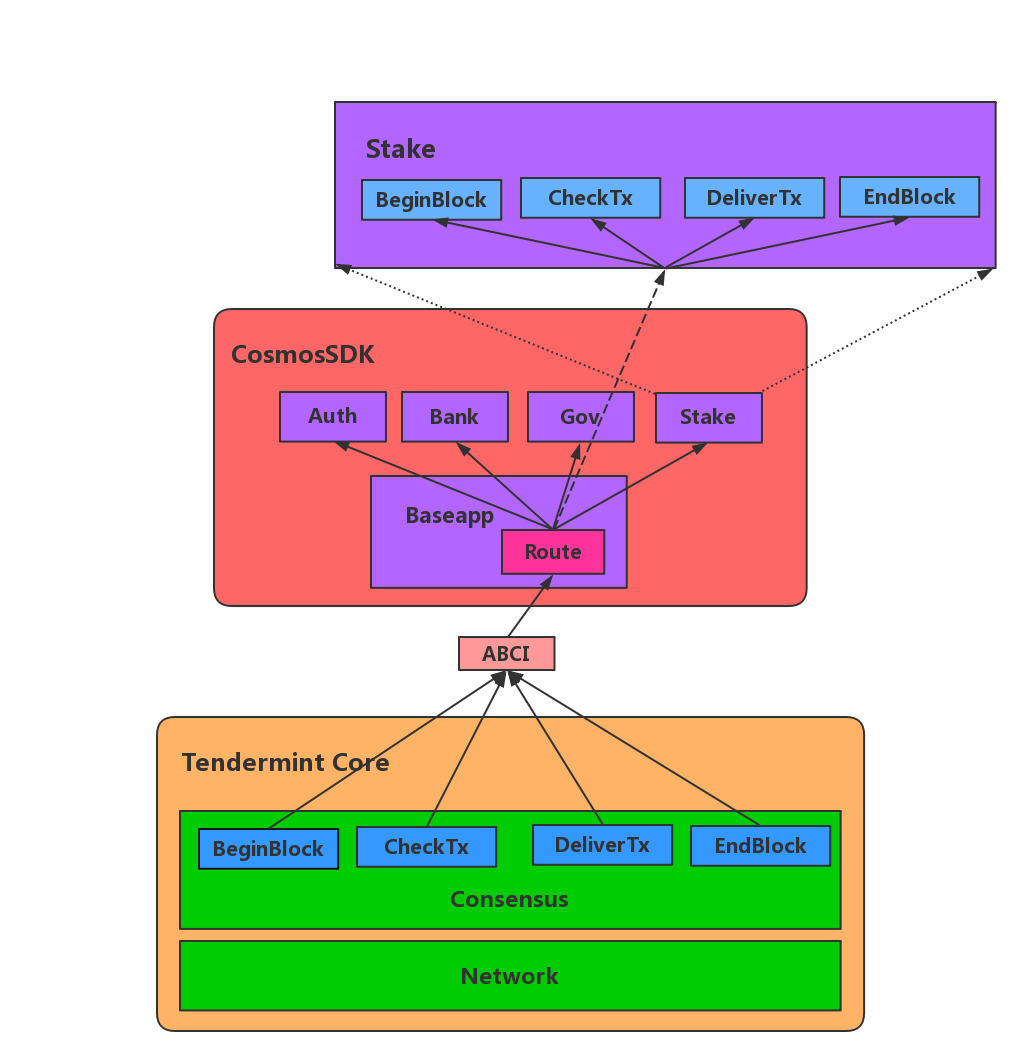 Stake
BeginBlock
CheckTx
DeliverTx
EndBlock
CosmosSDK
Auth
Bank
Gov
Stake
Baseapp
Route
ABCI
Tendermint Core
BeginBlock
CheckTx
DeliverTx
EndBlock
Consensus
Network